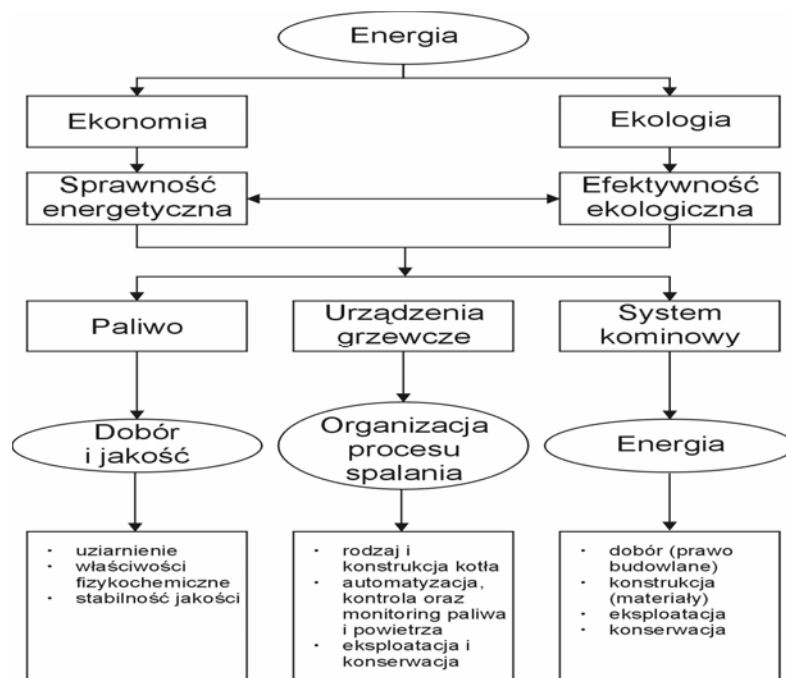 Energia
Ekonomia
Ekologia
Sprawność
energetyczna
Efektywność
ekologiczna
Paliwo
Urządzenia
grzewcze
System
kominowy
Dobór
i jakość
Organizacja
procesu
spalania
Energia
· uziarnienie
· właściwości
fizykochemiczne
· stabilność jakości
· rodzaj i
konstrukcja kotła
· automatyzacja,
kontrola oraz
monitoring paliwa
i powietrza
· eksploatacja i
konserwacja
· dobór (prawo
budowlane)
· konstrukcja
(materiały)
· eksploatacja
· konserwacja